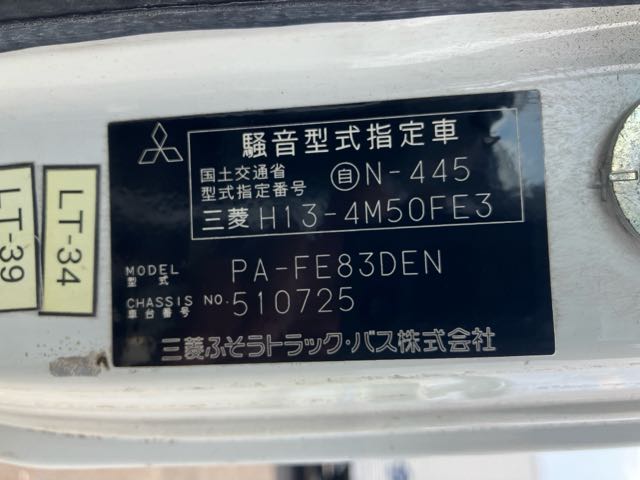 騒音型式指定車
国土交通省
型式指定番号
自N-445
三菱 H13-4M50FE3
MODEL
型式
PA-FE83DEN
CHASSIS NO.
車台番号
510725
三菱ふそうトラック・バス株式会社
LT-34
LT-39